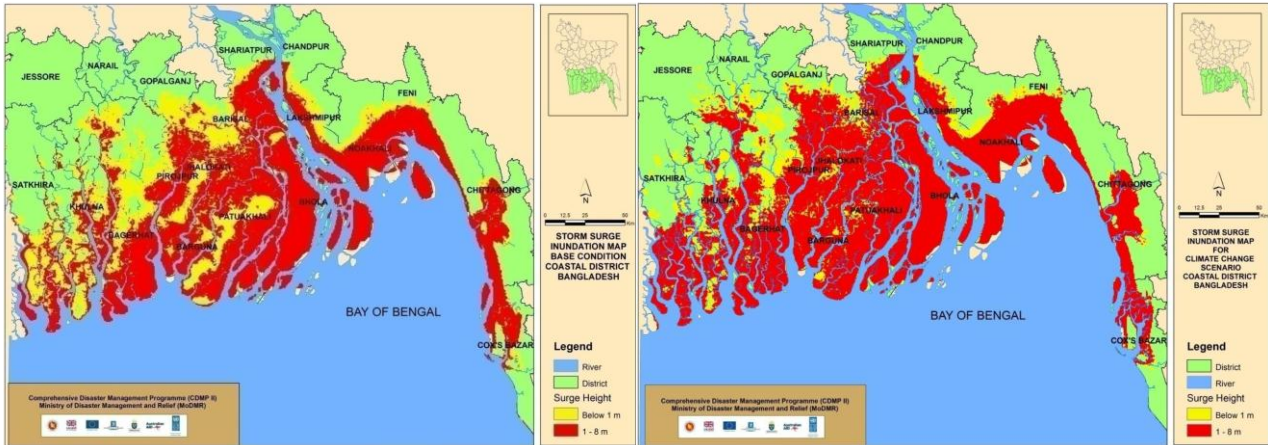 SHARIATPUR
CHANDPUR
NARAIL
JESSORE
GOPALGANJ
FENI
BARISAL
LAKSHMIPUR
NOAKHALI
JHALOKATI
PIROJPUR
SATKHIRA
CHITTAGONG
KHULNA
BHOLA
PATUAKHALI
BAGERHAT
BARGUNA
BAY OF BENGAL
COX'S BAZAR
Comprehensive Disaster Management Programme (CDMP II)
Ministry of Disaster Management and Relief (MoDMR)
N
0 12.5 25 50
Km
STORM SURGE
INUNDATION MAP
BASE CONDITION
COASTAL DISTRICT
BANGLADESH
Legend
River
District
Surge Height
Below 1 m
1 - 8 m
SHARIATPUR
CHANDPUR
NARAIL
JESSORE
GOPALGANJ
FENI
BARISAL
LAKSHMIPUR
NOAKHALI
JHALOKATI
PIROJPUR
SATKHIRA
CHITTAGONG
KHULNA
BHOLA
PATUAKHALI
BAGERHAT
BARGUNA
BAY OF BENGAL
COX'S BAZAR
Comprehensive Disaster Management Programme (CDMP II)
Ministry of Disaster Management and Relief (MoDMR)
N
0 12.5 25 50
Km
STORM SURGE
INUNDATION MAP
FOR
CLIMATE CHANGE
SCENARIO
COASTAL DISTRICT
BANGLADESH
Legend
District
River
Surge Height
Below 1 m
1 - 8 m